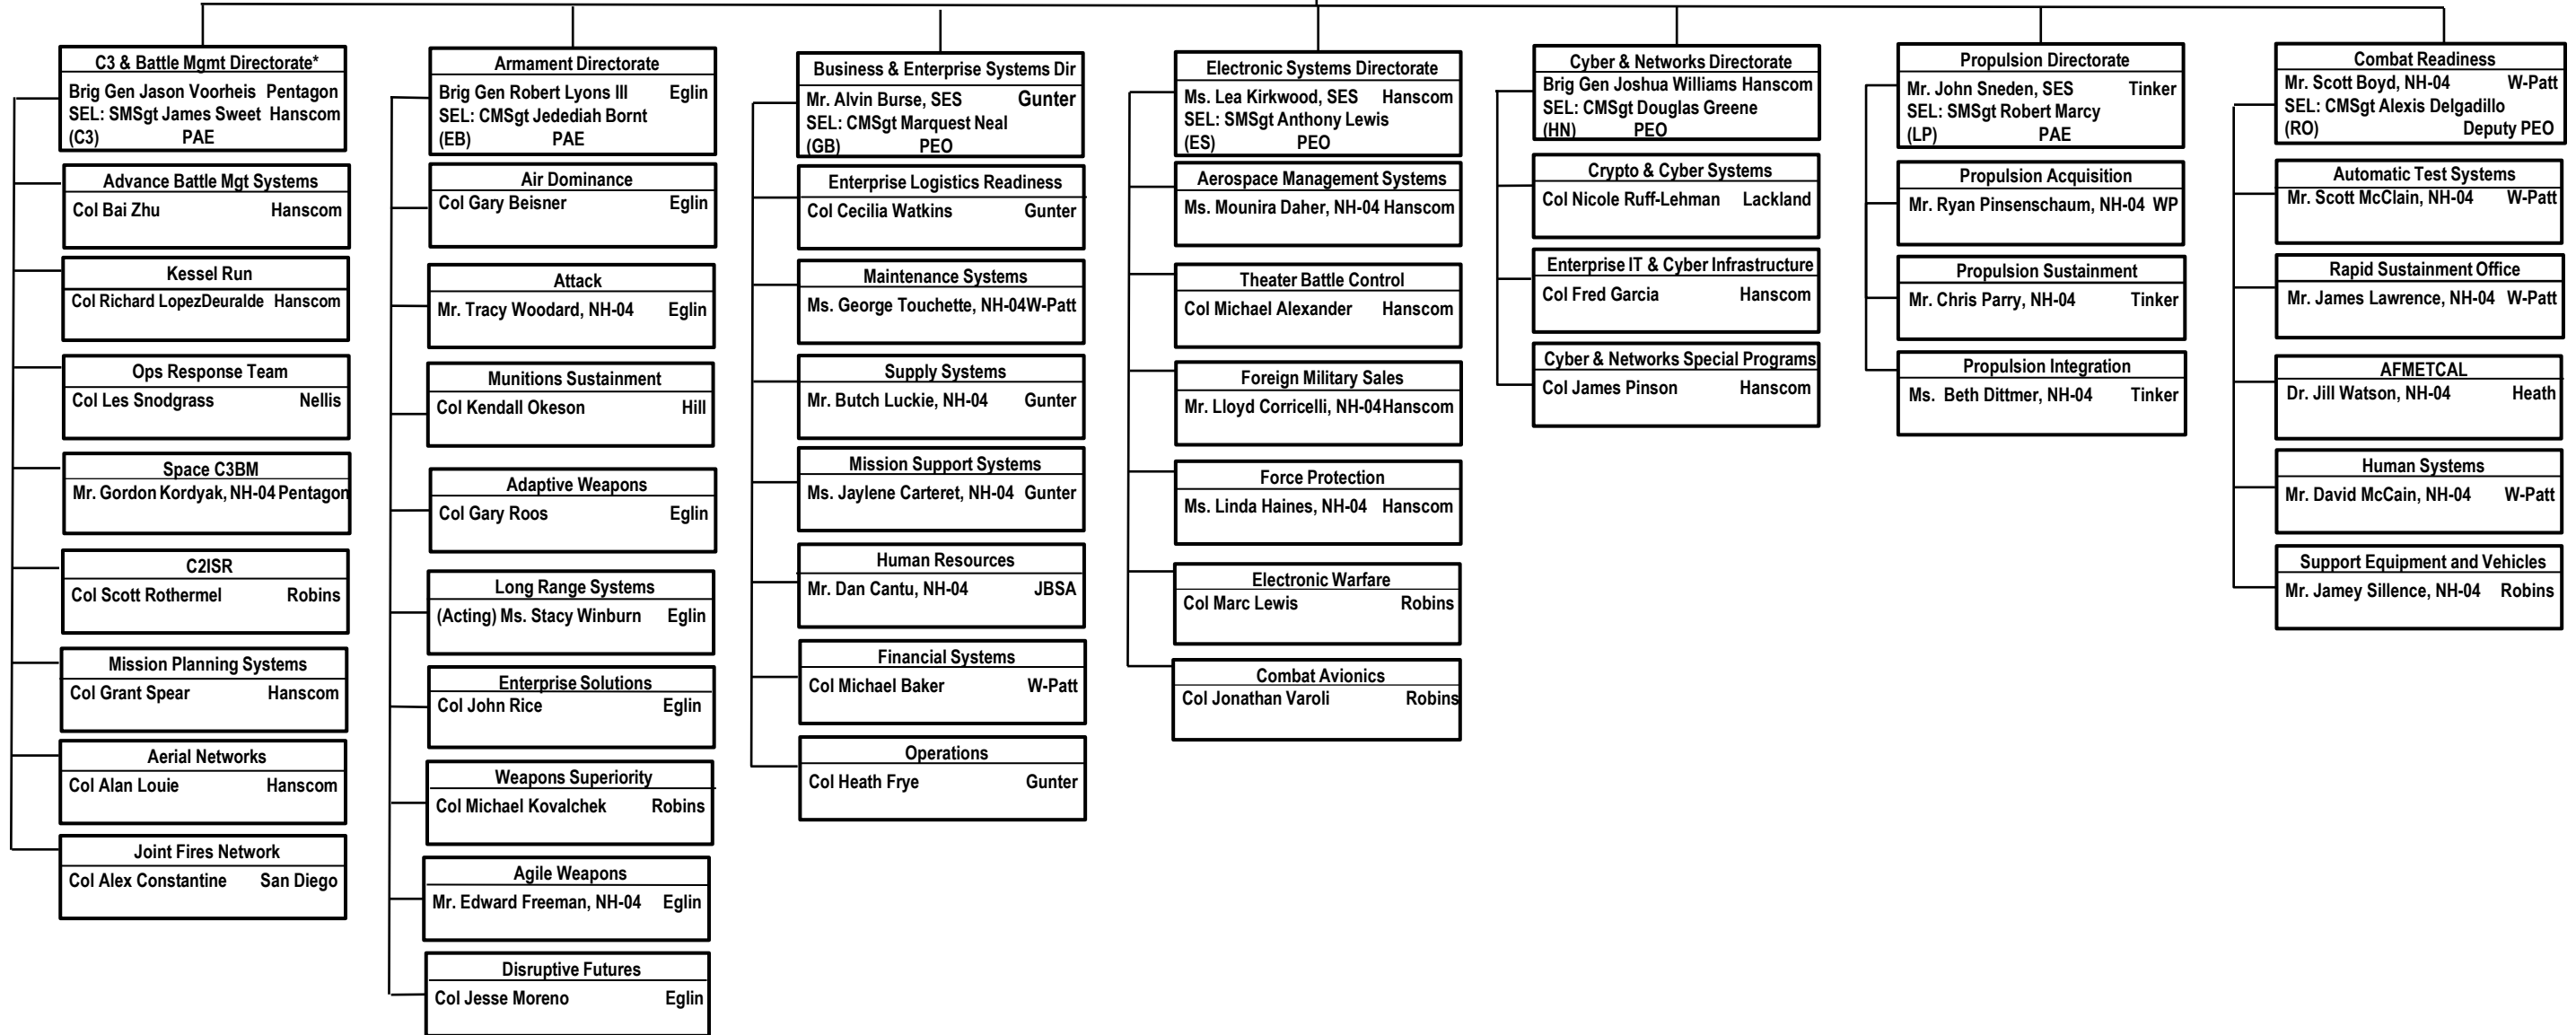 C3 & Battle Mgmt Directorate*
Brig Gen Jason Voorheis Pentagon
SEL: SMSgt James Sweet Hanscom
(C3) PAE
Advance Battle Mgt Systems
Col Bai Zhu Hanscom
Kessel Run
Col Richard LopezDeuralde Hanscom
Ops Response Team
Col Les Snodgrass Nellis
Space C3BM
Mr. Gordon Kordyak, NH-04 Pentagon
C2ISR
Col Scott Rothermel Robins
Mission Planning Systems
Col Grant Spear Hanscom
Aerial Networks
Col Alan Louie Hanscom
Joint Fires Network
Col Alex Constantine San Diego
Armament Directorate
Brig Gen Robert Lyons III Eglin
SEL: CMSgt Jedediah Bornt
(EB) PAE
Air Dominance
Col Gary Beisner Eglin
Attack
Mr. Tracy Woodard, NH-04 Eglin
Munitions Sustainment
Col Kendall Okeson Hill
Adaptive Weapons
Col Gary Roos Eglin
Long Range Systems
(Acting) Ms. Stacy Winburn Eglin
Enterprise Solutions
Col John Rice Eglin
Weapons Superiority
Col Michael Kovalchek Robins
Agile Weapons
Mr. Edward Freeman, NH-04 Eglin
Disruptive Futures
Col Jesse Moreno Eglin
Business & Enterprise Systems Dir
Mr. Alvin Burse, SES Gunter
SEL: CMSgt Marquest Neal
(GB) PEO
Enterprise Logistics Readiness
Col Cecilia Watkins Gunter
Maintenance Systems
Ms. George Touchette, NH-04W-Patt
Supply Systems
Mr. Butch Luckie, NH-04 Gunter
Mission Support Systems
Ms. Jaylene Carteret, NH-04 Gunter
Human Resources
Mr. Dan Cantu, NH-04 JBSA
Financial Systems
Col Michael Baker W-Patt
Operations
Col Heath Frye Gunter
Electronic Systems Directorate
Ms. Lea Kirkwood, SES Hanscom
SEL: SMSgt Anthony Lewis
(ES) PEO
Aerospace Management Systems
Ms. Mounira Daher, NH-04 Hanscom
Theater Battle Control
Col Michael Alexander Hanscom
Foreign Military Sales
Mr. Lloyd Corricelli, NH-04Hanscom
Force Protection
Ms. Linda Haines, NH-04 Hanscom
Electronic Warfare
Col Marc Lewis Robins
Combat Avionics
Col Jonathan Varoli Robins
Cyber & Networks Directorate
Brig Gen Joshua Williams Hanscom
SEL: CMSgt Douglas Greene
(HN) PEO
Crypto & Cyber Systems
Col Nicole Ruff-Lehman Lackland
Enterprise IT & Cyber Infrastructure
Col Fred Garcia Hanscom
Cyber & Networks Special Programs
Col James Pinson Hanscom
Propulsion Directorate
Mr. John Sneden, SES Tinker
SEL: SMSgt Robert Marcy
(LP) PAE
Propulsion Acquisition
Mr. Ryan Pinsenschaum, NH-04 WP
Propulsion Sustainment
Mr. Chris Parry, NH-04 Tinker
Propulsion Integration
Ms. Beth Dittmer, NH-04 Tinker
Combat Readiness
Mr. Scott Boyd, NH-04 W-Patt
SEL: CMSgt Alexis Delgadillo
(RO) Deputy PEO
Automatic Test Systems
Mr. Scott McClain, NH-04 W-Patt
Rapid Sustainment Office
Mr. James Lawrence, NH-04 W-Patt
AFMETCAL
Dr. Jill Watson, NH-04 Heath
Human Systems
Mr. David McCain, NH-04 W-Patt
Support Equipment and Vehicles
Mr. Jamey Sillence, NH-04 Robins